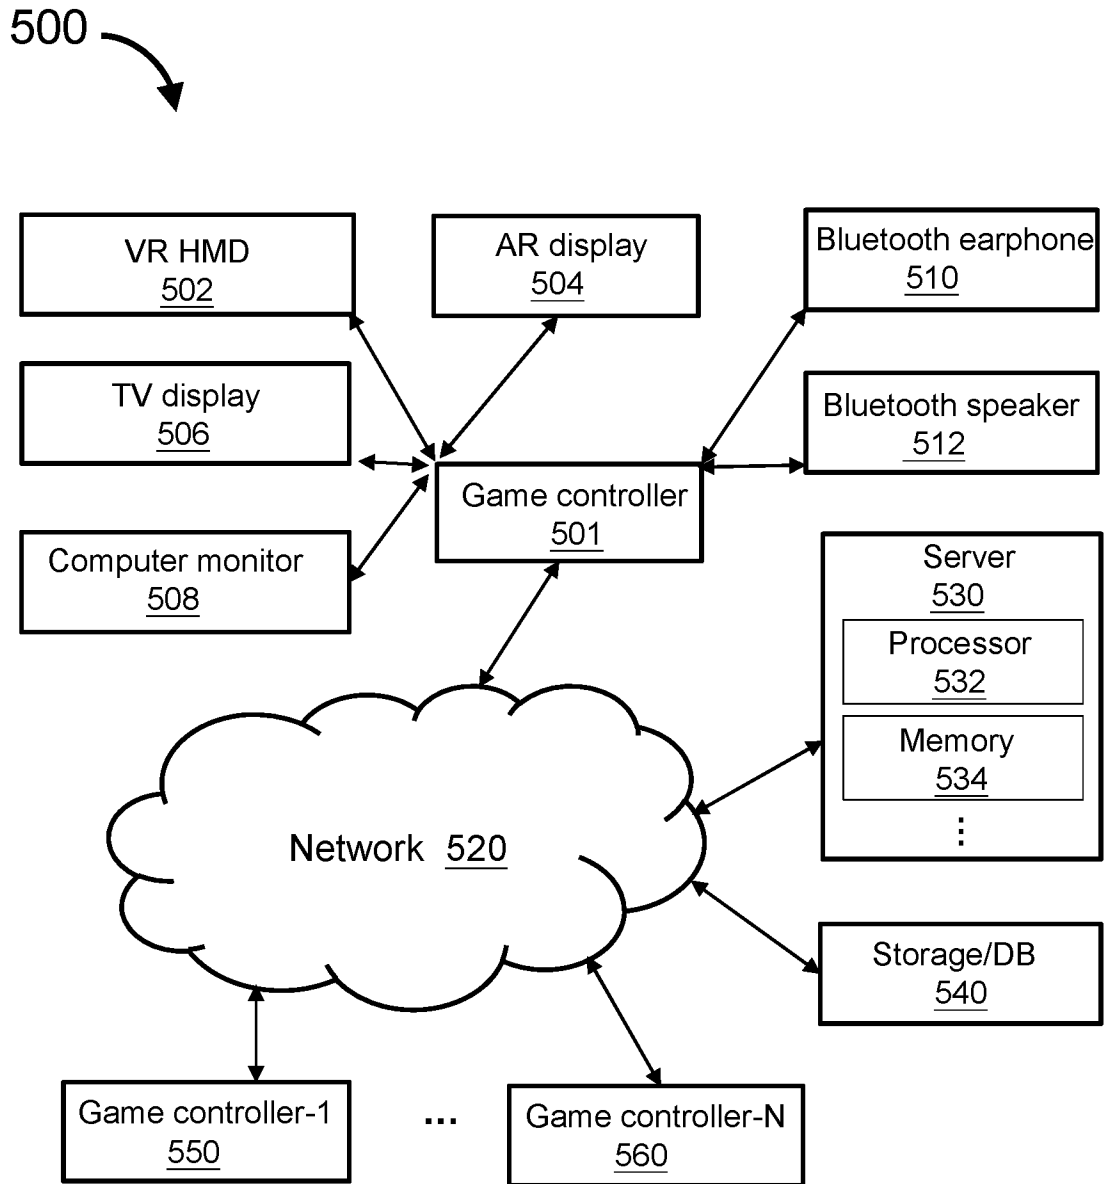 500
VR HMD
502
AR display
504
Bluetooth earphone
510
TV display
506
Bluetooth speaker
512
Game controller
501
Computer monitor
508
Server
530
Processor
532
Memory
534
⋮
Network 520
Storage/DB
540
Game controller-1
550
...
Game controller-N
560